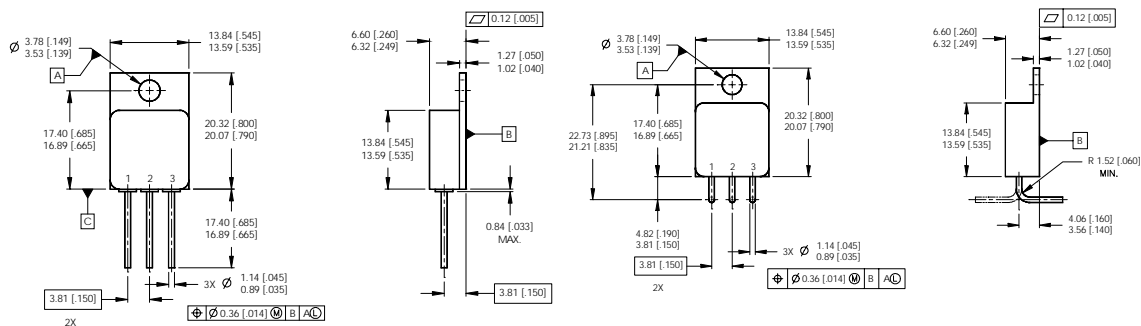 0.12 [.005]
6.60 [.260]
6.32 [.249]
13.84 [.545]
13.59 [.535]
Ø 3.78 [.149]
3.53 [.139]
1.27 [.050]
1.02 [.040]
A
17.40 [.685]
16.89 [.665]
20.32 [.800]
20.07 [.790]
13.84 [.545]
13.59 [.535]
B
1 2 3
C
17.40 [.685]
16.89 [.665]
0.84 [.033]
MAX.
3X Ø 1.14 [.045]
0.89 [.035]
3.81 [.150]
2X
⌖ Ø 0.36 [.014] Ⓜ B A Ⓛ
3.81 [.150]
0.12 [.005]
6.60 [.260]
6.32 [.249]
13.84 [.545]
13.59 [.535]
Ø 3.78 [.149]
3.53 [.139]
1.27 [.050]
1.02 [.040]
A
22.73 [.895]
21.21 [.835]
17.40 [.685]
16.89 [.665]
20.32 [.800]
20.07 [.790]
13.84 [.545]
13.59 [.535]
B
1 2 3
R 1.52 [.060]
MIN.
4.82 [.190]
3.81 [.150]
3X Ø 1.14 [.045]
0.89 [.035]
4.06 [.160]
3.56 [.140]
3.81 [.150]
2X
⌖ Ø 0.36 [.014] Ⓜ B A Ⓛ